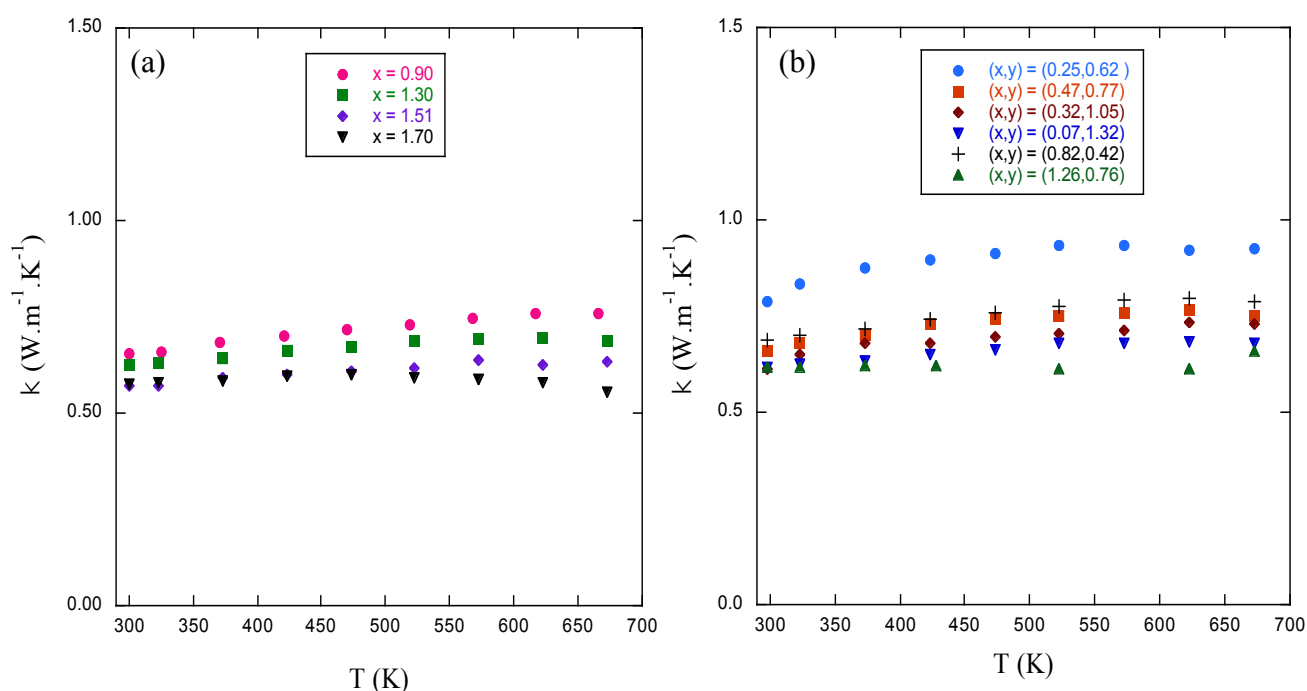 (a)
x = 0.90
x = 1.30
x = 1.51
x = 1.70
1.50
1.00
0.50
0.00
k (W.m⁻¹.K⁻¹)
300 350 400 450 500 550 600 650 700
T (K)
(b)
(x,y) = (0.25,0.62 )
(x,y) = (0.47,0.77)
(x,y) = (0.32,1.05)
(x,y) = (0.07,1.32)
(x,y) = (0.82,0.42)
(x,y) = (1.26,0.76)
1.5
1.0
0.5
0.0
k (W.m⁻¹.K⁻¹)
300 350 400 450 500 550 600 650 700
T (K)